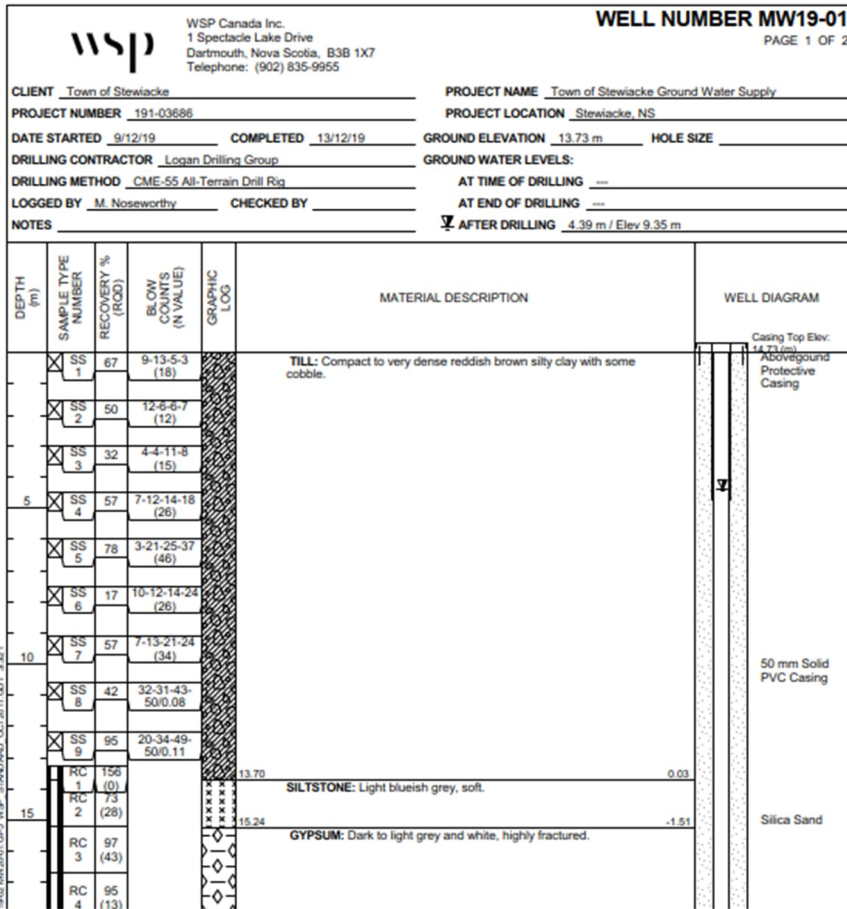 wsp
WSP Canada Inc.
1 Spectacle Lake Drive
Dartmouth, Nova Scotia, B3B 1X7
Telephone: (902) 835-9955
WELL NUMBER MW19-01
PAGE 1 OF 2
CLIENT Town of Stewiacke
PROJECT NAME Town of Stewiacke Ground Water Supply
PROJECT NUMBER 191-03686
PROJECT LOCATION Stewiacke, NS
DATE STARTED 9/12/19 COMPLETED 13/12/19
GROUND ELEVATION 13.73 m HOLE SIZE
DRILLING CONTRACTOR Logan Drilling Group
GROUND WATER LEVELS:
DRILLING METHOD CME-55 All-Terrain Drill Rig
AT TIME OF DRILLING ---
LOGGED BY M. Noseworthy CHECKED BY
AT END OF DRILLING ---
NOTES
AFTER DRILLING 4.39 m / Elev 9.35 m
DEPTH (m)
SAMPLE TYPE NUMBER
RECOVERY % (RQD)
BLOW COUNTS (N VALUE)
GRAPHIC LOG
MATERIAL DESCRIPTION
WELL DIAGRAM
Casing Top Elev:
14.73 (m)
Aboveground
Protective
Casing
SS 67 9-13-5-3
1 (18)
TILL: Compact to very dense reddish brown silty clay with some
cobble.
SS 50 12-6-6-7
2 (12)
SS 32 4-4-11-8
3 (15)
5 SS 57 7-12-14-18
4 (26)
SS 78 3-21-25-37
5 (46)
SS 17 10-12-14-24
6 (26)
SS 57 7-13-21-24
7 (34)
10
50 mm Solid
PVC Casing
SS 42 32-31-43-
8 50/0.08
SS 95 20-34-49-
9 50/0.11
RC 156
1 (0)
13.70 0.03
SILTSTONE: Light blueish grey, soft.
RC 73
2 (28)
15
15.24 -1.51
Silica Sand
GYPSUM: Dark to light grey and white, highly fractured.
RC 97
3 (43)
RC 95
4 (13)